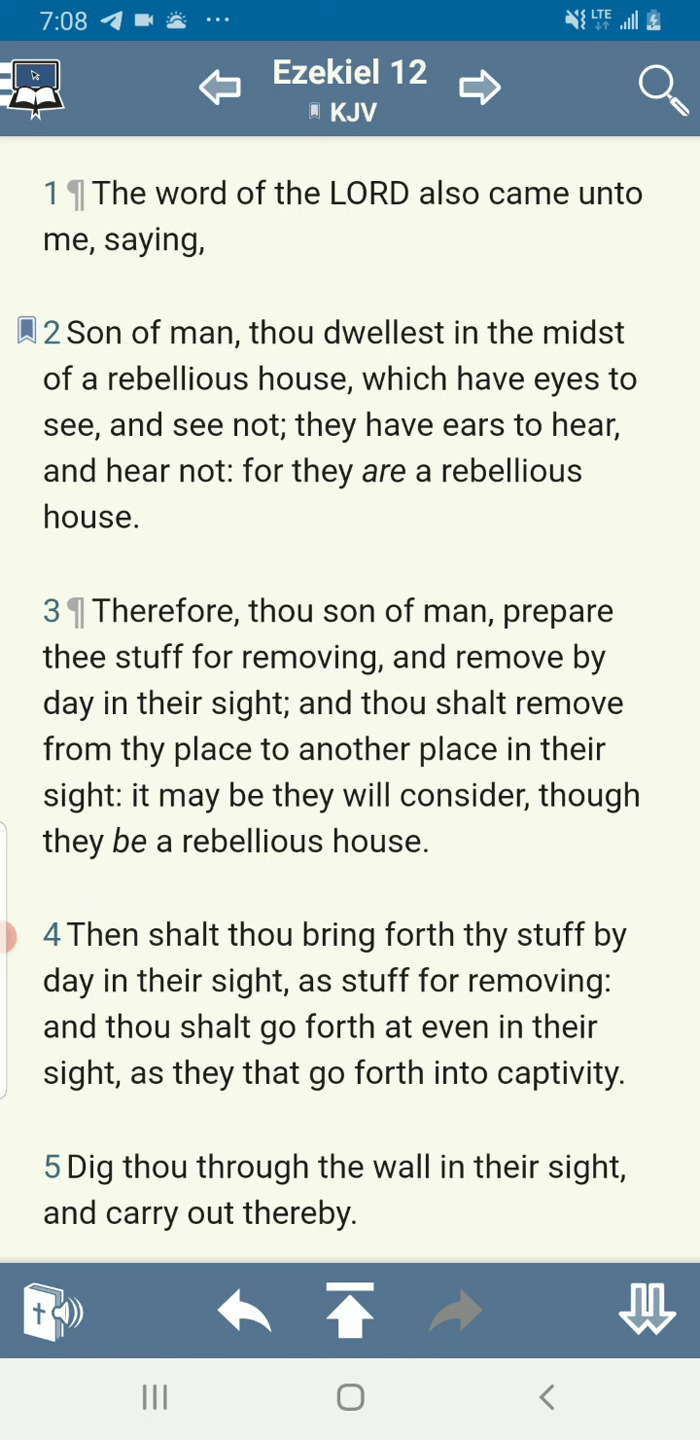 7:08
LTE
Ezekiel 12
KJV
1 ¶ The word of the LORD also came unto
me, saying,
2 Son of man, thou dwellest in the midst
of a rebellious house, which have eyes to
see, and see not; they have ears to hear,
and hear not: for they are a rebellious
house.
3 ¶ Therefore, thou son of man, prepare
thee stuff for removing, and remove by
day in their sight; and thou shalt remove
from thy place to another place in their
sight: it may be they will consider, though
they be a rebellious house.
4 Then shalt thou bring forth thy stuff by
day in their sight, as stuff for removing:
and thou shalt go forth at even in their
sight, as they that go forth into captivity.
5 Dig thou through the wall in their sight,
and carry out thereby.